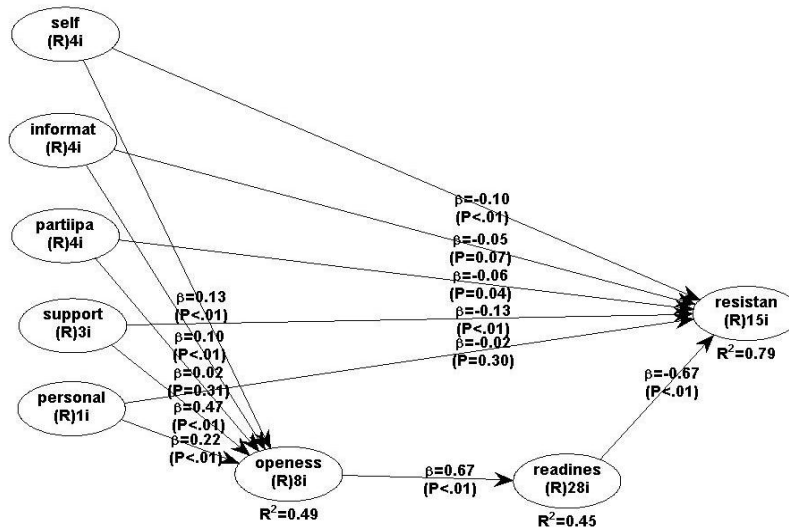 self
(R)4i
informat
(R)4i
partiipa
(R)4i
support
(R)3i
personal
(R)1i
β=-0.10
(P<.01)
β=-0.05
(P=0.07)
β=-0.06
(P=0.04)
β=-0.13
(P<.01)
β=-0.02
(P=0.30)
β=0.13
(P<.01)
β=0.10
(P<.01)
β=0.02
(P=0.31)
β=0.47
(P<.01)
β=0.22
(P<.01)
resistan
(R)15i
R²=0.79
β=-0.67
(P<.01)
openess
(R)8i
R²=0.49
β=0.67
(P<.01)
readines
(R)28i
R²=0.45